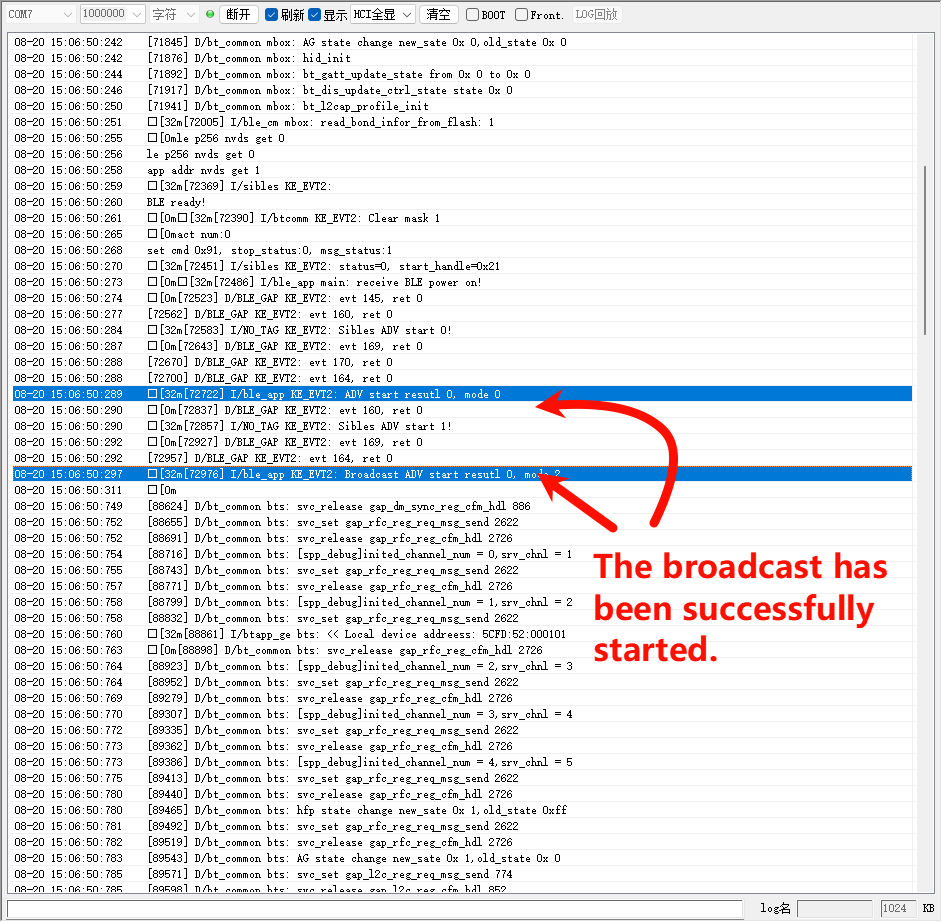 COM7 1000000 字符 断开 刷新 显示 HCI全显 清空 BOOT Front. LOG回放
08-20 15:06:50:242 [71845] D/bt_common mbox: AG state change new_sate 0x 0,old_state 0x 0
08-20 15:06:50:242 [71876] D/bt_common mbox: hid_init
08-20 15:06:50:244 [71892] D/bt_common mbox: bt_gatt_update_state from 0x 0 to 0x 0
08-20 15:06:50:246 [71917] D/bt_common mbox: bt_dis_update_ctrl_state state 0x 0
08-20 15:06:50:250 [71941] D/bt_common mbox: bt_l2cap_profile_init
08-20 15:06:50:251 □[32m[72005] I/ble_cm mbox: read_bond_infor_from_flash: 1
08-20 15:06:50:255 □[0mle p256 nvds get 0
08-20 15:06:50:256 le p256 nvds get 0
08-20 15:06:50:258 app addr nvds get 1
08-20 15:06:50:259 □[32m[72369] I/sibles KE_EVT2:
08-20 15:06:50:260 BLE ready!
08-20 15:06:50:261 □[0m□[32m[72390] I/btcomm KE_EVT2: Clear mask 1
08-20 15:06:50:265 □[0mact num:0
08-20 15:06:50:268 set cmd 0x91, stop_status:0, msg_status:1
08-20 15:06:50:270 □[32m[72451] I/sibles KE_EVT2: status=0, start_handle=0x21
08-20 15:06:50:273 □[0m□[32m[72486] I/ble_app main: receive BLE power on!
08-20 15:06:50:274 □[0m[72523] D/BLE_GAP KE_EVT2: evt 145, ret 0
08-20 15:06:50:277 [72562] D/BLE_GAP KE_EVT2: evt 160, ret 0
08-20 15:06:50:284 □[32m[72583] I/NO_TAG KE_EVT2: Sibles ADV start 0!
08-20 15:06:50:287 □[0m[72643] D/BLE_GAP KE_EVT2: evt 169, ret 0
08-20 15:06:50:288 [72670] D/BLE_GAP KE_EVT2: evt 170, ret 0
08-20 15:06:50:288 [72700] D/BLE_GAP KE_EVT2: evt 164, ret 0
08-20 15:06:50:289 □[32m[72722] I/ble_app KE_EVT2: ADV start resutl 0, mode 0
08-20 15:06:50:290 □[0m[72837] D/BLE_GAP KE_EVT2: evt 160, ret 0
08-20 15:06:50:290 □[32m[72857] I/NO_TAG KE_EVT2: Sibles ADV start 1!
08-20 15:06:50:292 □[0m[72927] D/BLE_GAP KE_EVT2: evt 169, ret 0
08-20 15:06:50:292 [72957] D/BLE_GAP KE_EVT2: evt 164, ret 0
08-20 15:06:50:297 □[32m[72976] I/ble_app KE_EVT2: Broadcast ADV start resutl 0, mode 2
08-20 15:06:50:311 □[0m
08-20 15:06:50:749 [88624] D/bt_common bts: svc_release gap_dm_sync_reg_cfm_hdl 886
08-20 15:06:50:752 [88655] D/bt_common bts: svc_set gap_rfc_reg_req_msg_send 2622
08-20 15:06:50:752 [88691] D/bt_common bts: svc_release gap_rfc_reg_cfm_hdl 2726
08-20 15:06:50:754 [88716] D/bt_common bts: [spp_debug]inited_channel_num = 0,srv_chnl = 1
08-20 15:06:50:755 [88743] D/bt_common bts: svc_set gap_rfc_reg_req_msg_send 2622
08-20 15:06:50:757 [88771] D/bt_common bts: svc_release gap_rfc_reg_cfm_hdl 2726
08-20 15:06:50:758 [88799] D/bt_common bts: [spp_debug]inited_channel_num = 1,srv_chnl = 2
08-20 15:06:50:758 [88832] D/bt_common bts: svc_set gap_rfc_reg_req_msg_send 2622
08-20 15:06:50:760 □[32m[88861] I/btapp_ge bts: << Local device addreess: 5CFD:52:000101
08-20 15:06:50:763 □[0m[88898] D/bt_common bts: svc_release gap_rfc_reg_cfm_hdl 2726
08-20 15:06:50:764 [88923] D/bt_common bts: [spp_debug]inited_channel_num = 2,srv_chnl = 3
08-20 15:06:50:764 [88952] D/bt_common bts: svc_set gap_rfc_reg_req_msg_send 2622
08-20 15:06:50:769 [89279] D/bt_common bts: svc_release gap_rfc_reg_cfm_hdl 2726
08-20 15:06:50:770 [89307] D/bt_common bts: [spp_debug]inited_channel_num = 3,srv_chnl = 4
08-20 15:06:50:772 [89335] D/bt_common bts: svc_set gap_rfc_reg_req_msg_send 2622
08-20 15:06:50:773 [89362] D/bt_common bts: svc_release gap_rfc_reg_cfm_hdl 2726
08-20 15:06:50:773 [89386] D/bt_common bts: [spp_debug]inited_channel_num = 4,srv_chnl = 5
08-20 15:06:50:775 [89413] D/bt_common bts: svc_set gap_rfc_reg_req_msg_send 2622
08-20 15:06:50:780 [89440] D/bt_common bts: svc_release gap_rfc_reg_cfm_hdl 2726
08-20 15:06:50:780 [89465] D/bt_common bts: hfp state change new_sate 0x 1,old_state 0xff
08-20 15:06:50:781 [89492] D/bt_common bts: svc_set gap_rfc_reg_req_msg_send 2622
08-20 15:06:50:782 [89519] D/bt_common bts: svc_release gap_rfc_reg_cfm_hdl 2726
08-20 15:06:50:783 [89543] D/bt_common bts: AG state change new_sate 0x 1,old_state 0x 0
08-20 15:06:50:785 [89571] D/bt_common bts: svc_set gap_l2c_reg_req_msg_send 774
08-20 15:06:50:785 [89598] D/bt_common bts: svc_release gap_l2c_reg_cfm_hdl 852
The broadcast has
been successfully
started.
log名 1024 KB